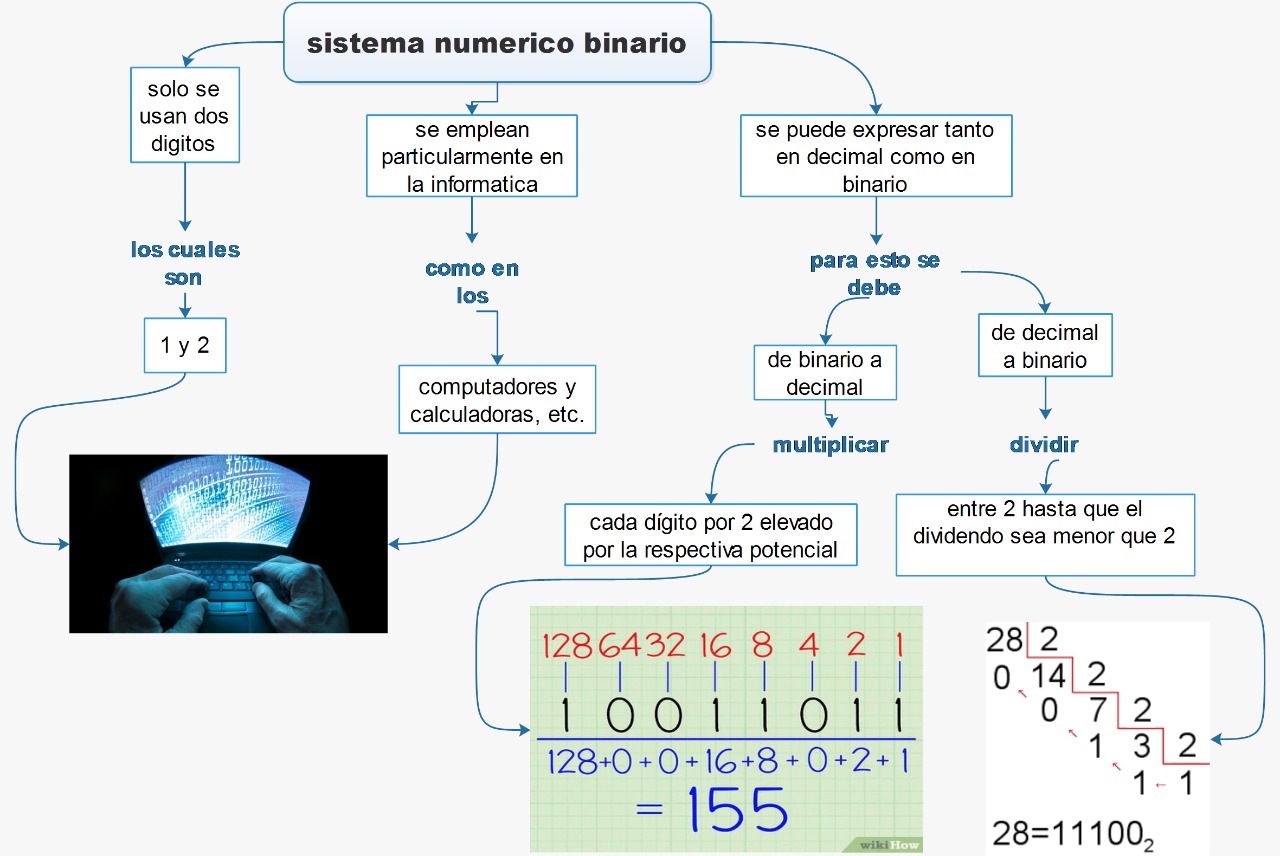 sistema numerico binario
solo se
usan dos
digitos
los cuales
son
1 y 2
se emplean
particularmente en
la informatica
como en
los
computadores y
calculadoras, etc.
se puede expresar tanto
en decimal como en
binario
para esto se
debe
de binario a
decimal
multiplicar
cada dígito por 2 elevado
por la respectiva potencial
de decimal
a binario
dividir
entre 2 hasta que el
dividendo sea menor que 2
128 64 32 16 8 4 2 1
1 0 0 1 1 0 1 1
128+0+0+16+8+0+2+1
= 155
wikiHow
28 2
0 14 2
0 7 2
1 3 2
1 ← 1
28=11100₂